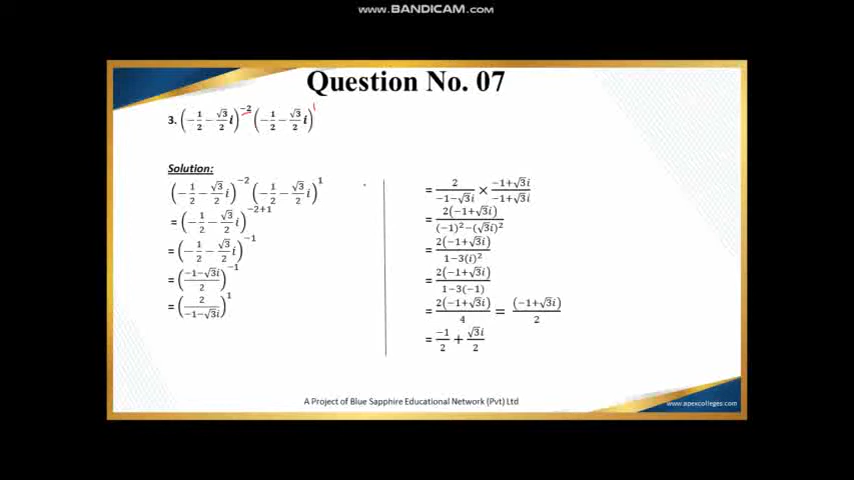 www.BANDICAM.com
Question No. 07
3. (−1/2 − √3/2 i)^−2 (−1/2 − √3/2 i)^1
Solution:
(−1/2 − √3/2 i)^−2 (−1/2 − √3/2 i)^1
= (−1/2 − √3/2 i)^−2+1
= (−1/2 − √3/2 i)^−1
= ((−1−√3i)/2)^−1
= (2/(−1−√3i))^1
= 2/(−1−√3i) × (−1+√3i)/(−1+√3i)
= 2(−1+√3i)/((−1)^2−(√3i)^2)
= 2(−1+√3i)/(1−3(i)^2)
= 2(−1+√3i)/(1−3(−1))
= 2(−1+√3i)/4 = (−1+√3i)/2
= −1/2 + √3i/2
A Project of Blue Sapphire Educational Network (Pvt) Ltd
www.apexcolleges.com